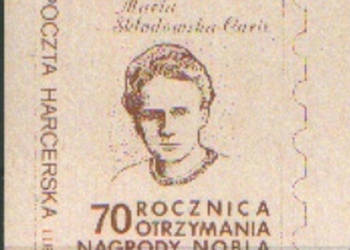 Maria
Skłodowska-Curie
POCZTA HARCERSKA
70 ROCZNICA
OTRZYMANIA
NAGRODY NOBLA